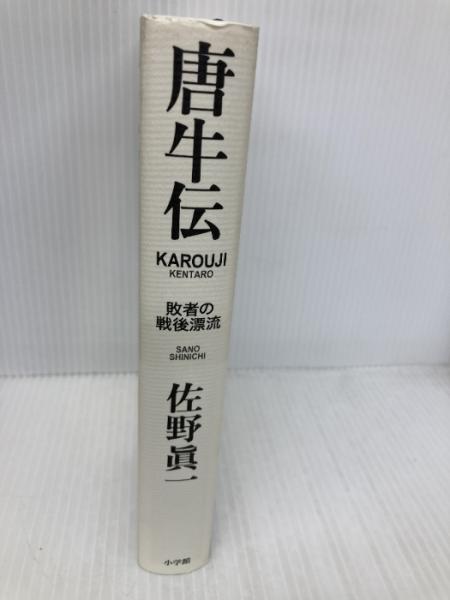 唐牛伝
KAROUJI
KENTARO
敗者の
戦後漂流
SANO
SHINICHI
佐野眞一
小学館